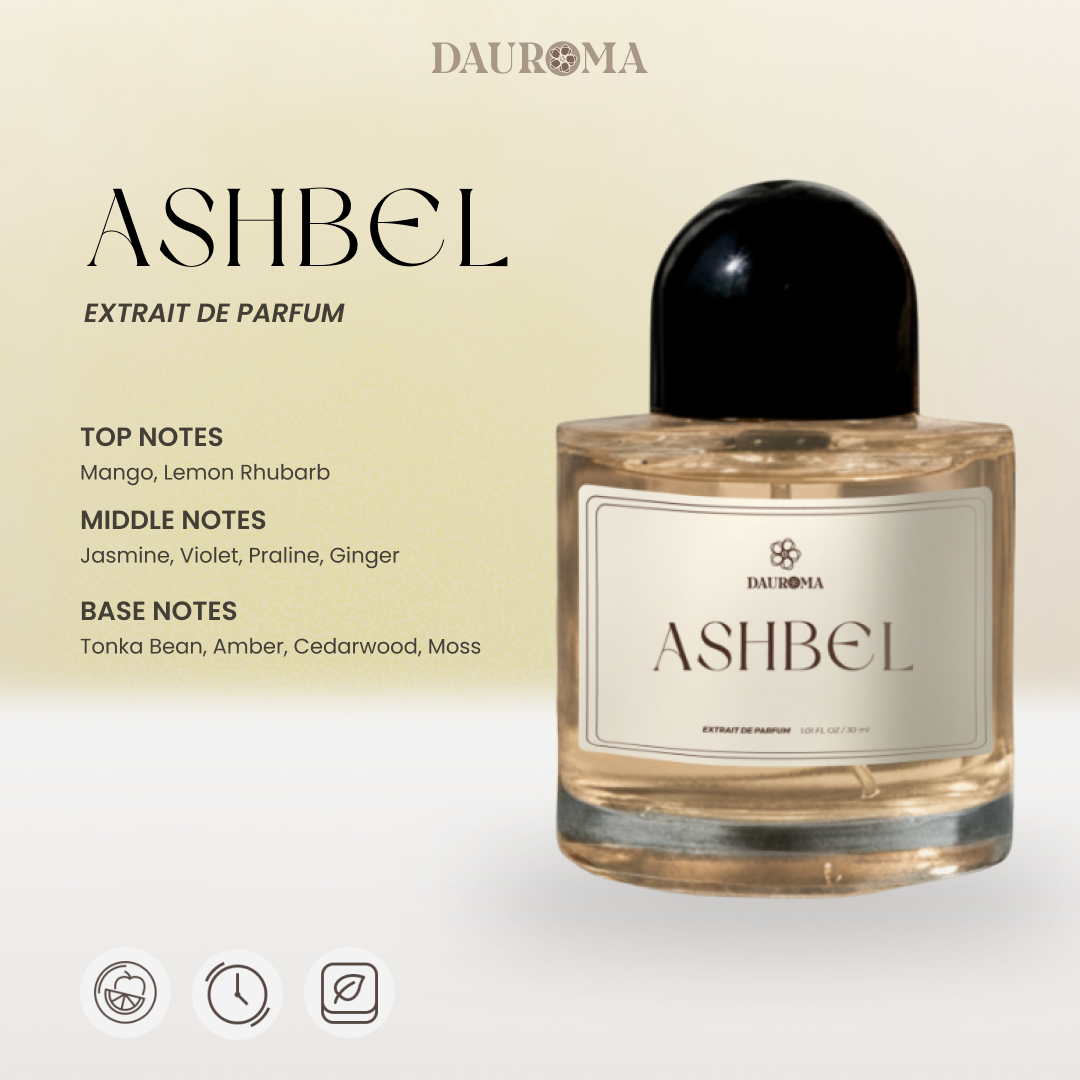 DAUROMA
ASHBEL
EXTRAIT DE PARFUM
TOP NOTES
Mango, Lemon Rhubarb
MIDDLE NOTES
Jasmine, Violet, Praline, Ginger
BASE NOTES
Tonka Bean, Amber, Cedarwood, Moss
DAUROMA
ASHBEL
EXTRAIT DE PARFUM 1.01 FL OZ / 30 ml